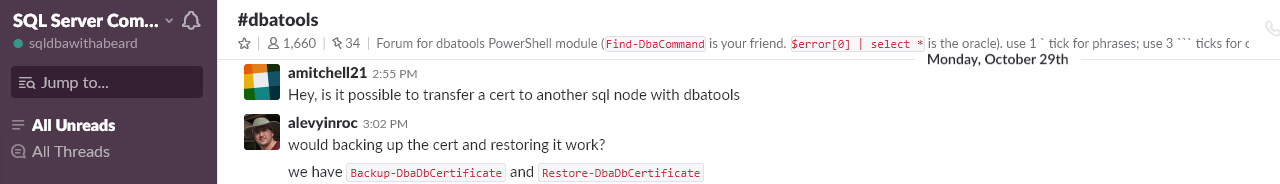 SQL Server Com...
sqldbawithabeard
Jump to...
All Unreads
All Threads
#dbatools
1,660 | 34 | Forum for dbatools PowerShell module (Find-DbaCommand is your friend. $error[0] | select * is the oracle). use 1 ` tick for phrases; use 3 ``` ticks for
Monday, October 29th
amitchell21 2:55 PM
Hey, is it possible to transfer a cert to another sql node with dbatools
alevyinroc 3:02 PM
would backing up the cert and restoring it work?
we have Backup-DbaDbCertificate and Restore-DbaDbCertificate